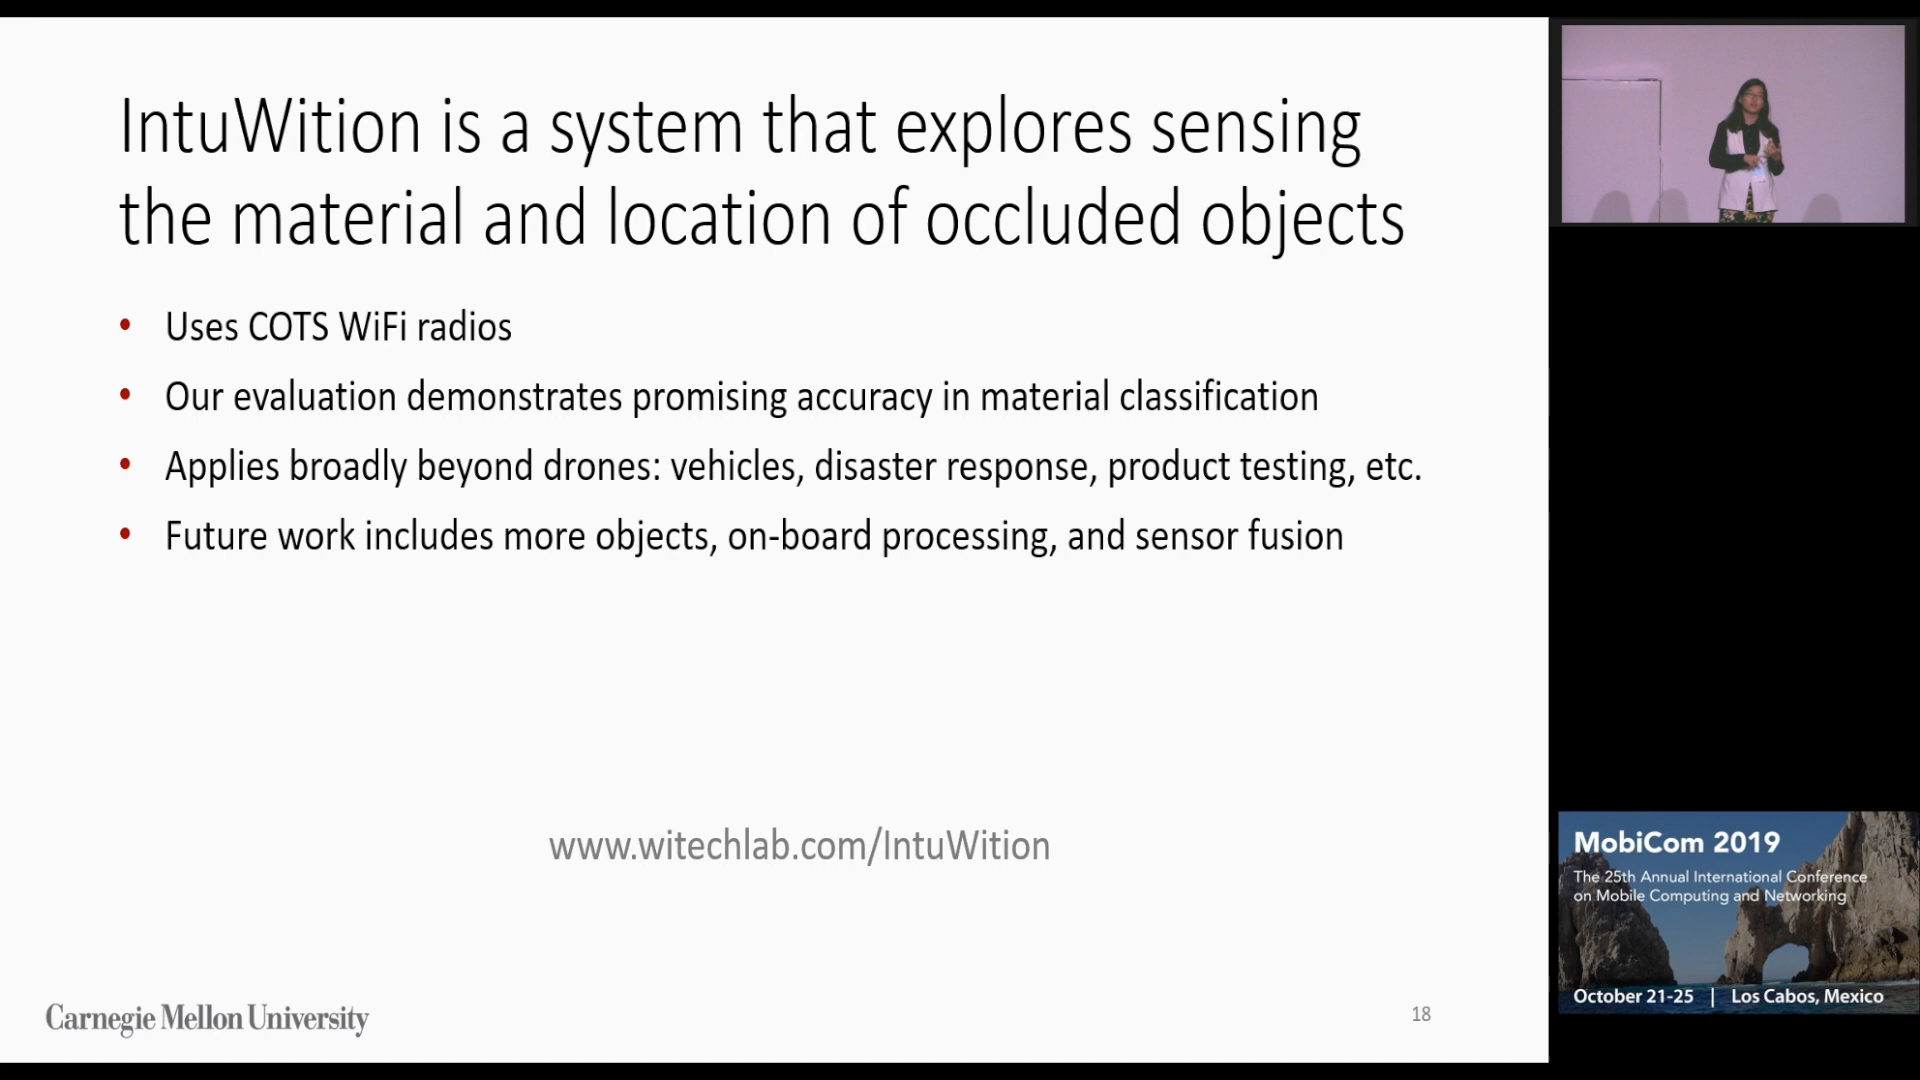 IntuWition is a system that explores sensing
the material and location of occluded objects
• Uses COTS WiFi radios
• Our evaluation demonstrates promising accuracy in material classification
• Applies broadly beyond drones: vehicles, disaster response, product testing, etc.
• Future work includes more objects, on-board processing, and sensor fusion
www.witechlab.com/IntuWition
Carnegie Mellon University
18
MobiCom 2019
The 25th Annual International Conference
on Mobile Computing and Networking
October 21-25 | Los Cabos, Mexico